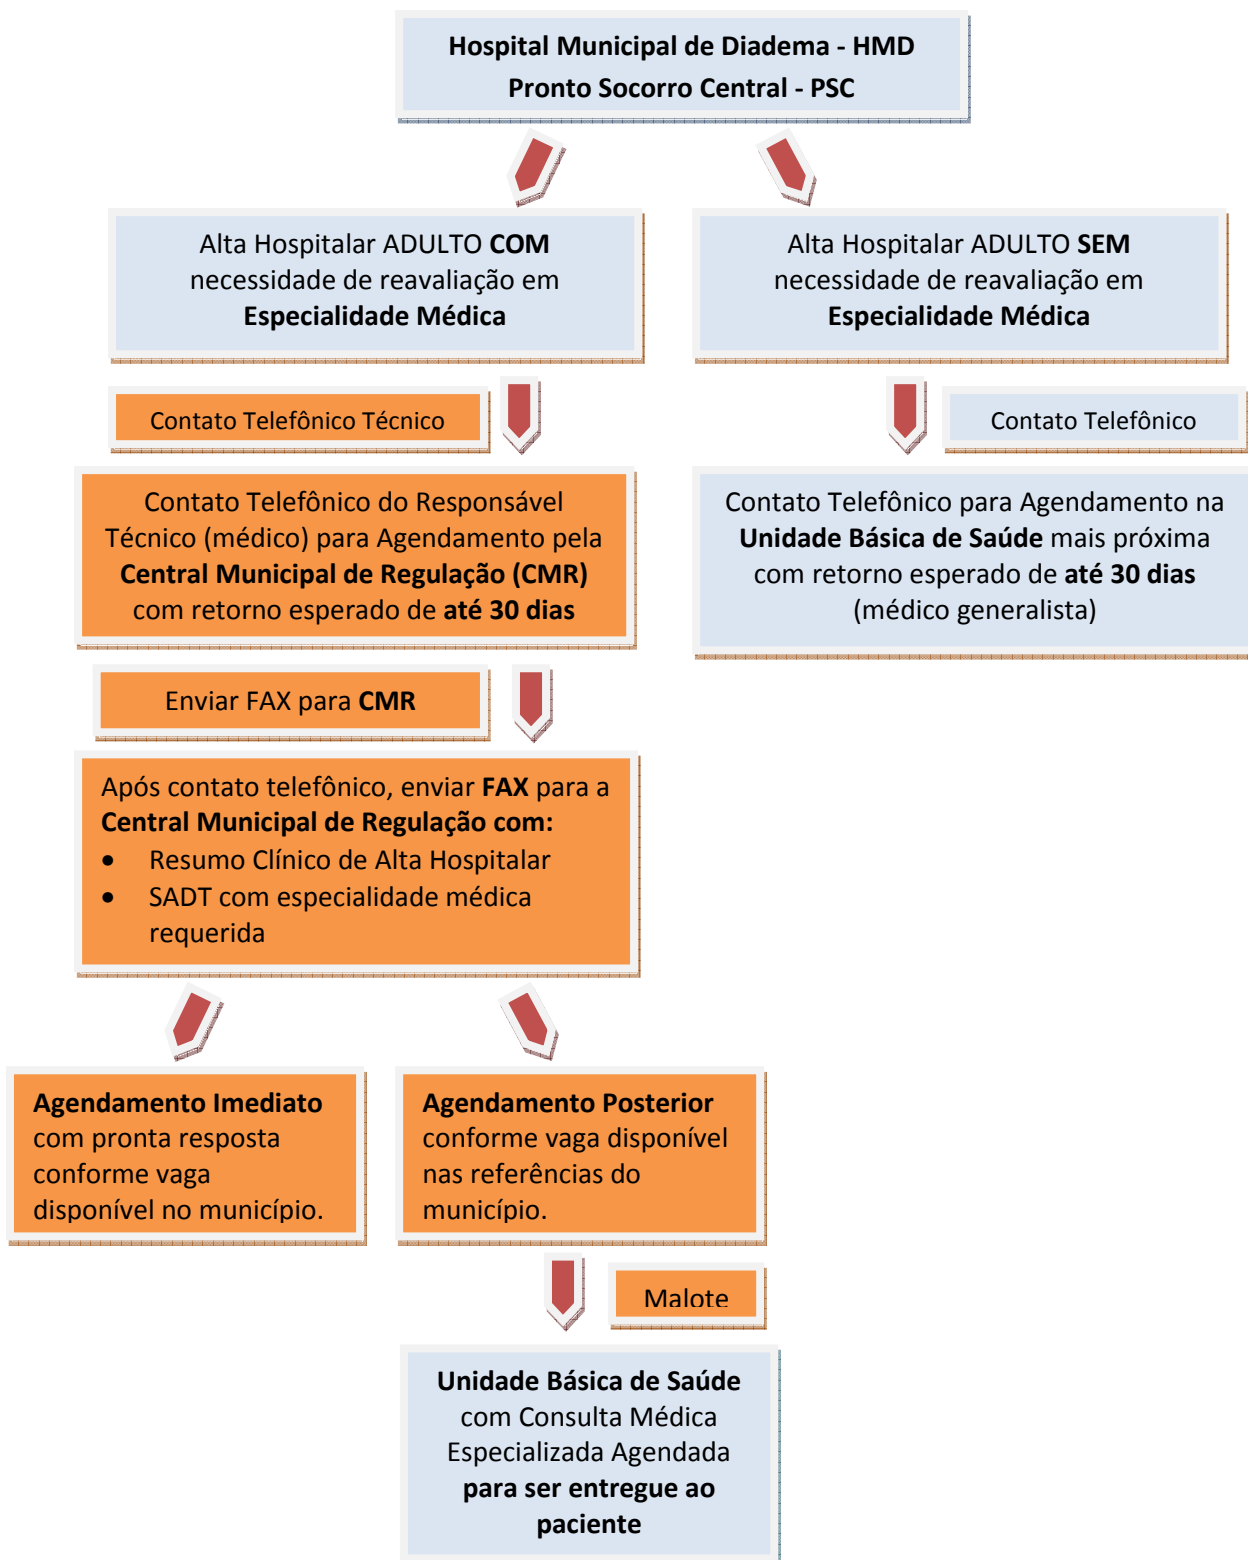 Hospital Municipal de Diadema - HMD
Pronto Socorro Central - PSC
Alta Hospitalar ADULTO COM
necessidade de reavaliação em
Especialidade Médica
Alta Hospitalar ADULTO SEM
necessidade de reavaliação em
Especialidade Médica
Contato Telefônico Técnico
Contato Telefônico
Contato Telefônico do Responsável
Técnico (médico) para Agendamento pela
Central Municipal de Regulação (CMR)
com retorno esperado de até 30 dias
Contato Telefônico para Agendamento na
Unidade Básica de Saúde mais próxima
com retorno esperado de até 30 dias
(médico generalista)
Enviar FAX para CMR
Após contato telefônico, enviar FAX para a
Central Municipal de Regulação com:
• Resumo Clínico de Alta Hospitalar
• SADT com especialidade médica
requerida
Agendamento Imediato
com pronta resposta
conforme vaga
disponível no município.
Agendamento Posterior
conforme vaga disponível
nas referências do
município.
Malote
Unidade Básica de Saúde
com Consulta Médica
Especializada Agendada
para ser entregue ao
paciente